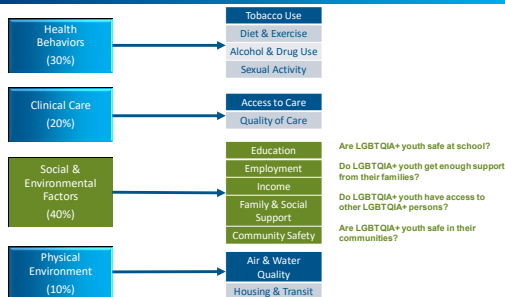 Health
Behaviors
(30%)
Tobacco Use
Diet & Exercise
Alcohol & Drug Use
Sexual Activity
Clinical Care
(20%)
Access to Care
Quality of Care
Social &
Environmental
Factors
(40%)
Education
Employment
Income
Family & Social
Support
Community Safety
Are LGBTQIA+ youth safe at school?
Do LGBTQIA+ youth get enough support
from their families?
Do LGBTQIA+ youth have access to
other LGBTQIA+ persons?
Are LGBTQIA+ youth safe in their
communities?
Physical
Environment
(10%)
Air & Water
Quality
Housing & Transit